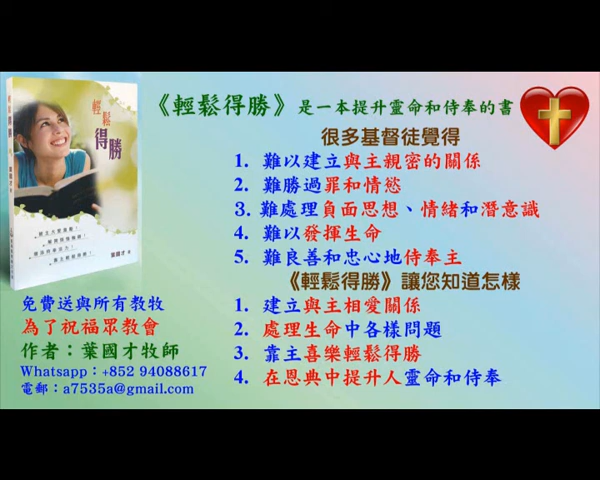 《輕鬆得勝》是一本提升靈命和侍奉的書
很多基督徒覺得
1. 難以建立與主親密的關係
2. 難勝過罪和情慾
3. 難處理負面思想、情緒和潛意識
4. 難以發揮生命
5. 難良善和忠心地侍奉主
《輕鬆得勝》讓您知道怎樣
1. 建立與主相愛關係
2. 處理生命中各樣問題
3. 靠主喜樂輕鬆得勝
4. 在恩典中提升人靈命和侍奉
輕鬆
得勝
葉國才
輕鬆得勝
免費送與所有教牧
為了祝福眾教會
作者：葉國才牧師
Whatsapp：+852 94088617
電郵：a7535a@gmail.com